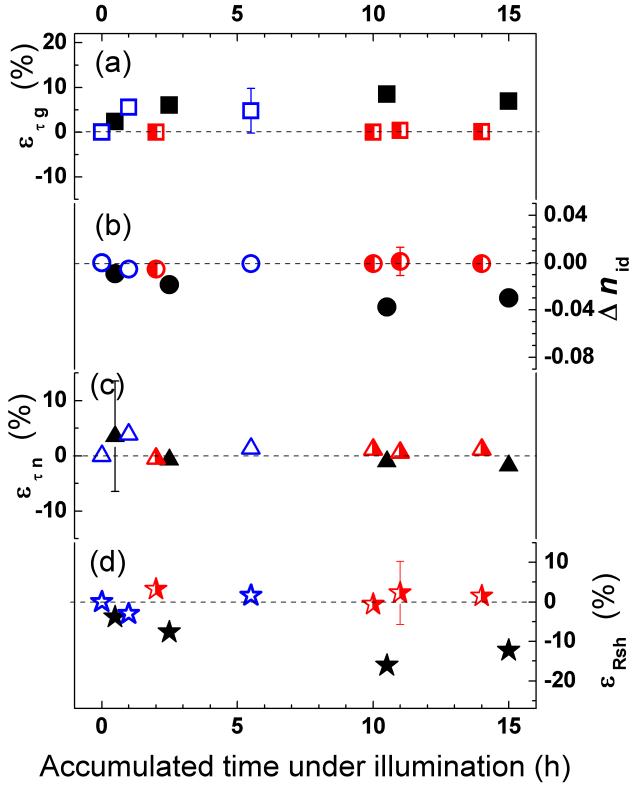 0 5 10 15
(a)
20
10
0
-10
ε τ g (%)
(b)
0.04
0.00
-0.04
-0.08
Δ n id
(c)
10
0
-10
ε τ n (%)
(d)
10
0
-10
-20
ε Rsh (%)
0 5 10 15
Accumulated time under illumination (h)